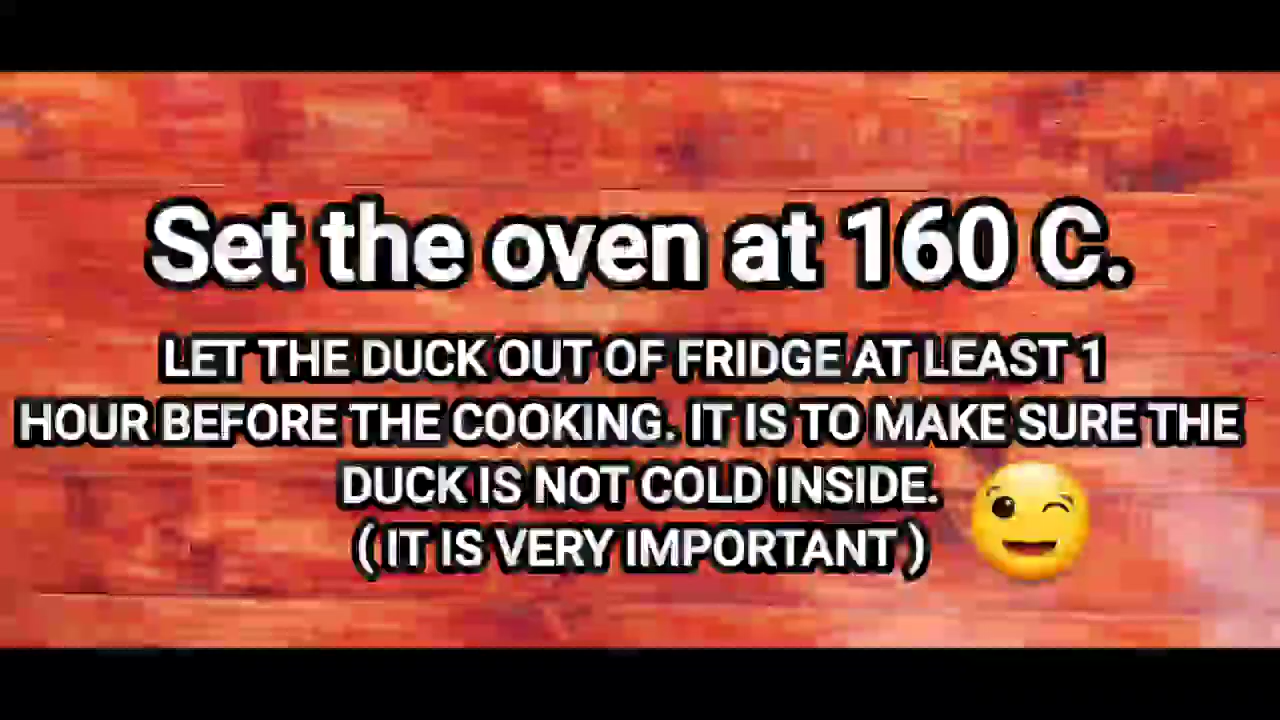 Set the oven at 160 C.
LET THE DUCK OUT OF FRIDGE AT LEAST 1
HOUR BEFORE THE COOKING. IT IS TO MAKE SURE THE
DUCK IS NOT COLD INSIDE.
( IT IS VERY IMPORTANT )